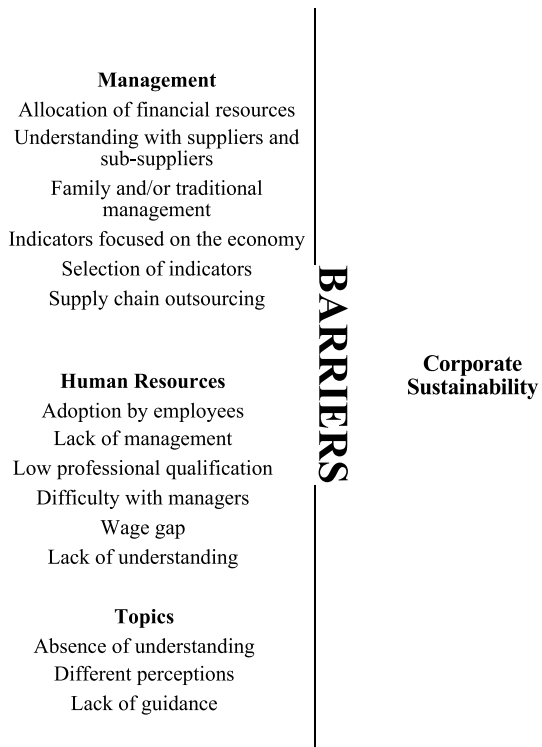 Management
Allocation of financial resources
Understanding with suppliers and
sub-suppliers
Family and/or traditional
management
Indicators focused on the economy
Selection of indicators
Supply chain outsourcing
Human Resources
Adoption by employees
Lack of management
Low professional qualification
Difficulty with managers
Wage gap
Lack of understanding
Topics
Absence of understanding
Different perceptions
Lack of guidance
BARRIERS
Corporate
Sustainability